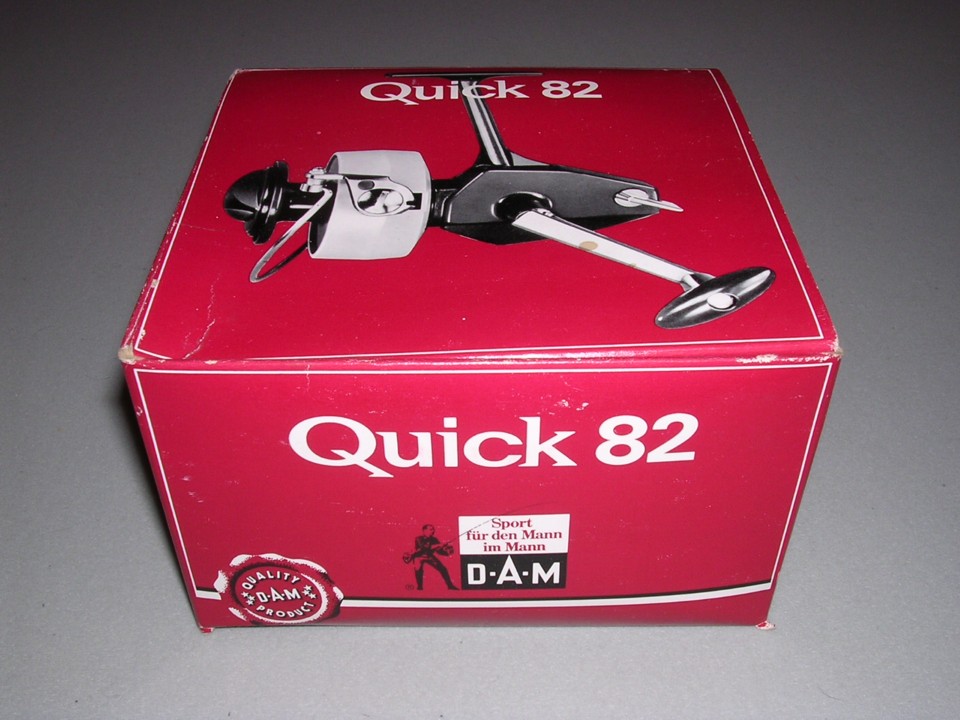 Quick 82
Quick 82
Sport
für den Mann
im Mann
D·A·M
QUALITY
D·A·M
PRODUCT